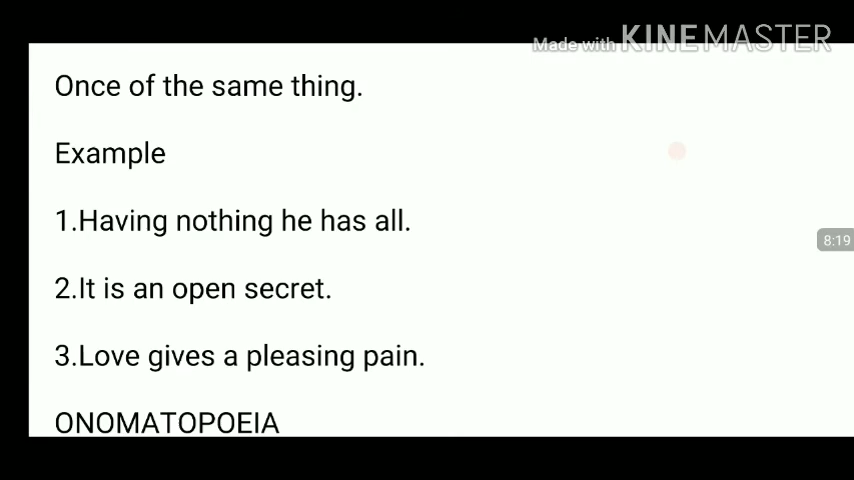 Made with KINEMASTER
Once of the same thing.
Example
1.Having nothing he has all.
8:19
2.It is an open secret.
3.Love gives a pleasing pain.
ONOMATOPOEIA